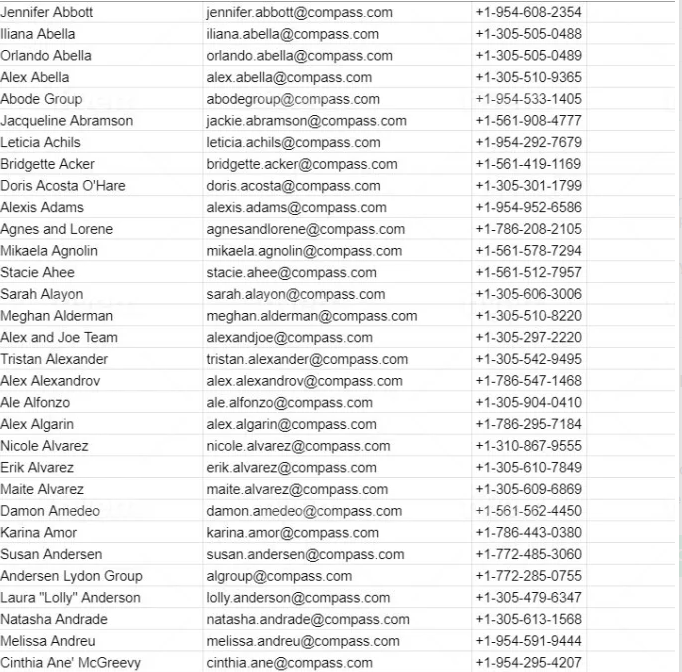 Jennifer Abbott jennifer.abbott@compass.com +1-954-608-2354
Iliana Abella iliana.abella@compass.com +1-305-505-0488
Orlando Abella orlando.abella@compass.com +1-305-505-0489
Alex Abella alex.abella@compass.com +1-305-510-9365
Abode Group abodegroup@compass.com +1-954-533-1405
Jacqueline Abramson jackie.abramson@compass.com +1-561-908-4777
Leticia Achils leticia.achils@compass.com +1-954-292-7679
Bridgette Acker bridgette.acker@compass.com +1-561-419-1169
Doris Acosta O'Hare doris.acosta@compass.com +1-305-301-1799
Alexis Adams alexis.adams@compass.com +1-954-952-6586
Agnes and Lorene agnesandlorene@compass.com +1-786-208-2105
Mikaela Agnolin mikaela.agnolin@compass.com +1-561-578-7294
Stacie Ahee stacie.ahee@compass.com +1-561-512-7957
Sarah Alayon sarah.alayon@compass.com +1-305-606-3006
Meghan Alderman meghan.alderman@compass.com +1-305-510-8220
Alex and Joe Team alexandjoe@compass.com +1-305-297-2220
Tristan Alexander tristan.alexander@compass.com +1-305-542-9495
Alex Alexandrov alex.alexandrov@compass.com +1-786-547-1468
Ale Alfonzo ale.alfonzo@compass.com +1-305-904-0410
Alex Algarin alex.algarin@compass.com +1-786-295-7184
Nicole Alvarez nicole.alvarez@compass.com +1-310-867-9555
Erik Alvarez erik.alvarez@compass.com +1-305-610-7849
Maite Alvarez maite.alvarez@compass.com +1-305-609-6869
Damon Amedeo damon.amedeo@compass.com +1-561-562-4450
Karina Amor karina.amor@compass.com +1-786-443-0380
Susan Andersen susan.andersen@compass.com +1-772-485-3060
Andersen Lydon Group algroup@compass.com +1-772-285-0755
Laura "Lolly" Anderson lolly.anderson@compass.com +1-305-479-6347
Natasha Andrade natasha.andrade@compass.com +1-305-613-1568
Melissa Andreu melissa.andreu@compass.com +1-954-591-9444
Cinthia Ane' McGreevy cinthia.ane@compass.com +1-954-295-4207